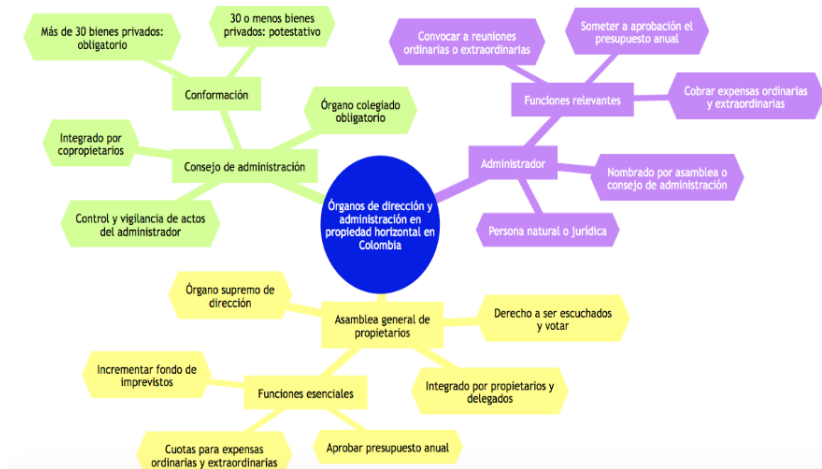 Órganos de dirección y
administración en
propiedad horizontal en
Colombia
Consejo de administración
Conformación
Más de 30 bienes privados:
obligatorio
30 o menos bienes
privados: potestativo
Órgano colegiado
obligatorio
Integrado por
copropietarios
Control y vigilancia de actos
del administrador
Administrador
Funciones relevantes
Convocar a reuniones
ordinarias o extraordinarias
Someter a aprobación el
presupuesto anual
Cobrar expensas ordinarias
y extraordinarias
Nombrado por asamblea o
consejo de administración
Persona natural o jurídica
Asamblea general de
propietarios
Órgano supremo de
dirección
Derecho a ser escuchados
y votar
Integrado por propietarios y
delegados
Funciones esenciales
Incrementar fondo de
imprevistos
Cuotas para expensas
ordinarias y extraordinarias
Aprobar presupuesto anual